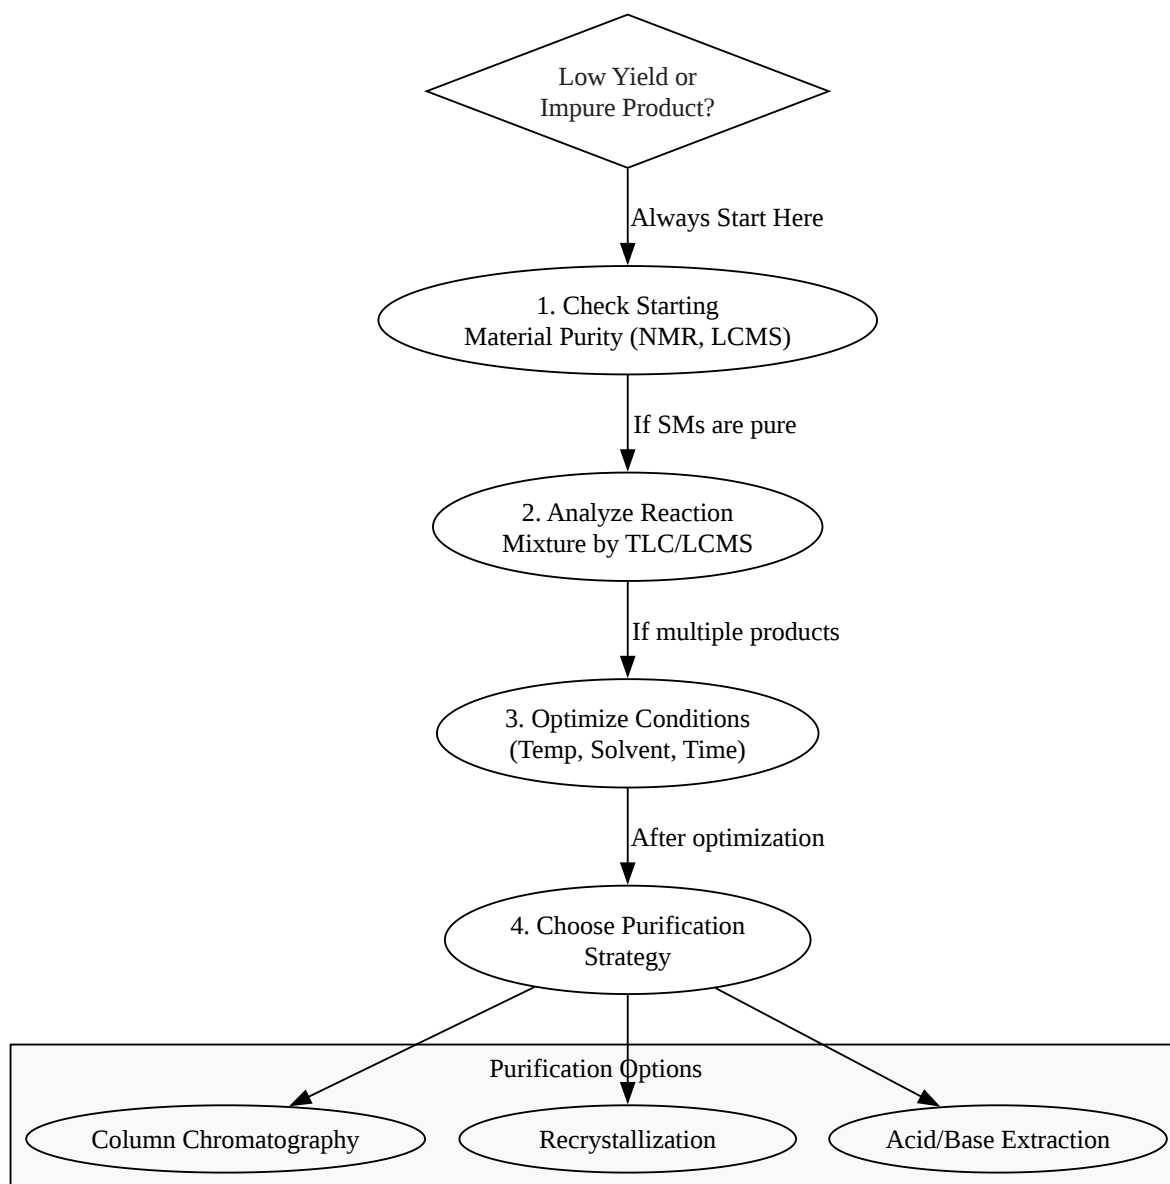 Low Yield or
Impure Product?
Always Start Here
1. Check Starting
Material Purity (NMR, LCMS)
If SMs are pure
2. Analyze Reaction
Mixture by TLC/LCMS
If multiple products
3. Optimize Conditions
(Temp, Solvent, Time)
After optimization
4. Choose Purification
Strategy
Purification Options
Column Chromatography
Recrystallization
Acid/Base Extraction